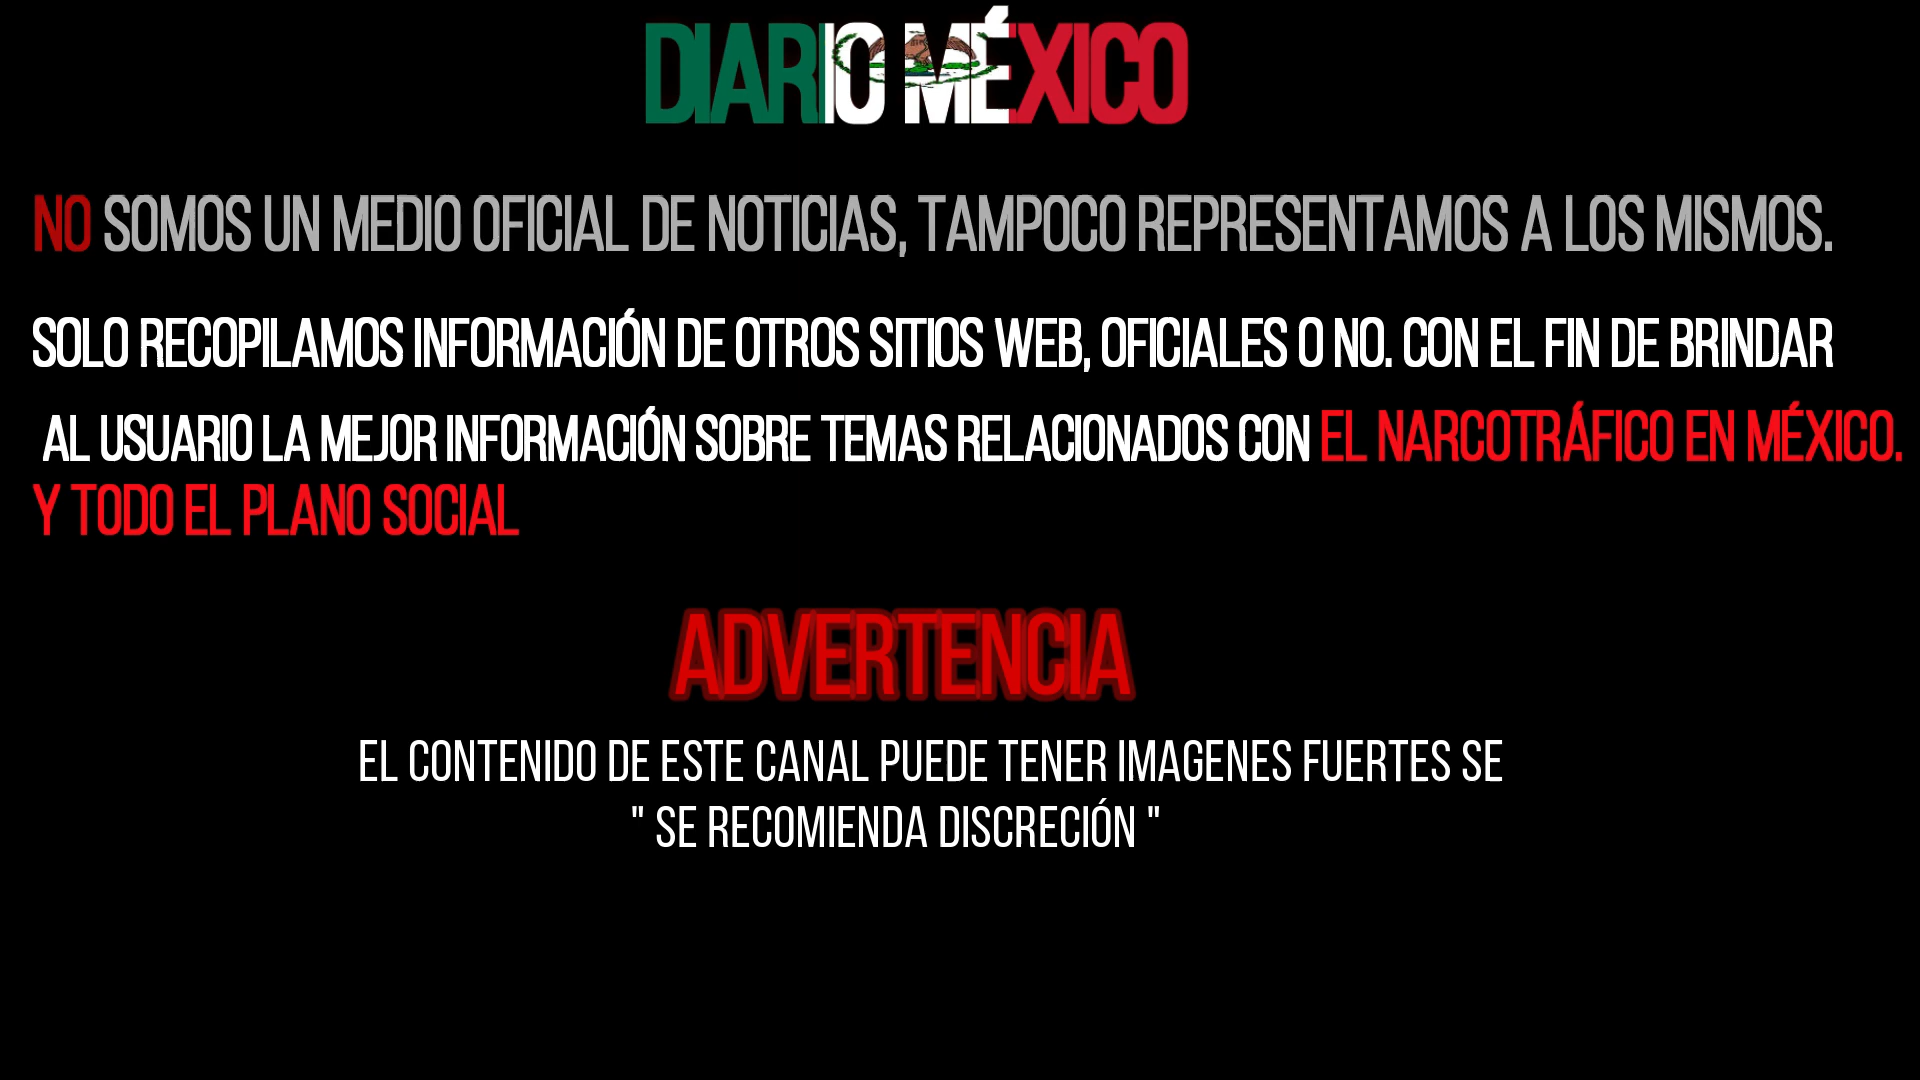 DIARIO MÉXICO
NO SOMOS UN MEDIO OFICIAL DE NOTICIAS, TAMPOCO REPRESENTAMOS A LOS MISMOS.
SOLO RECOPILAMOS INFORMACIÓN DE OTROS SITIOS WEB, OFICIALES O NO. CON EL FIN DE BRINDAR
AL USUARIO LA MEJOR INFORMACIÓN SOBRE TEMAS RELACIONADOS CON EL NARCOTRÁFICO EN MÉXICO.
Y TODO EL PLANO SOCIAL
ADVERTENCIA
EL CONTENIDO DE ESTE CANAL PUEDE TENER IMAGENES FUERTES SE
" SE RECOMIENDA DISCRECIÓN "